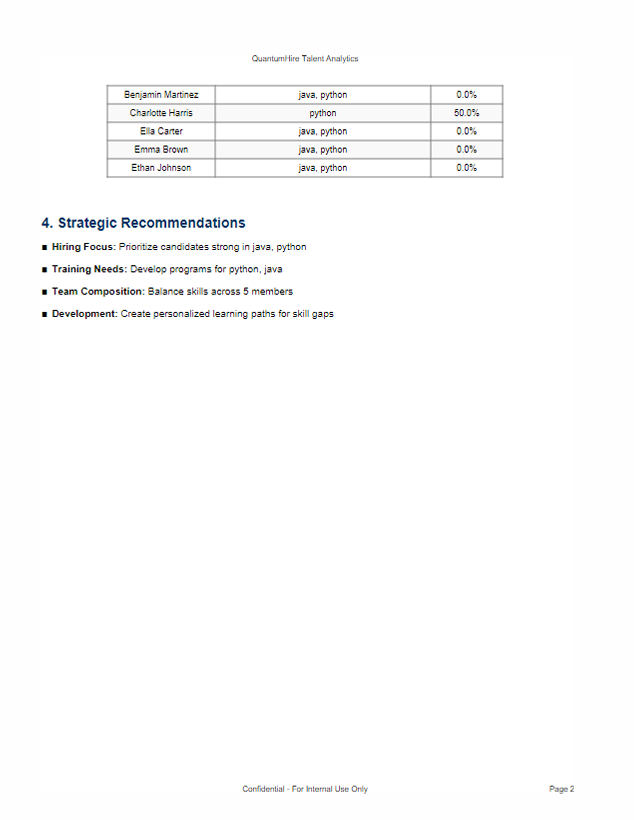 QuantumHire Talent Analytics
Benjamin Martinez java, python 0.0%
Charlotte Harris python 50.0%
Ella Carter java, python 0.0%
Emma Brown java, python 0.0%
Ethan Johnson java, python 0.0%
4. Strategic Recommendations
■ Hiring Focus: Prioritize candidates strong in java, python
■ Training Needs: Develop programs for python, java
■ Team Composition: Balance skills across 5 members
■ Development: Create personalized learning paths for skill gaps
Confidential - For Internal Use Only Page 2